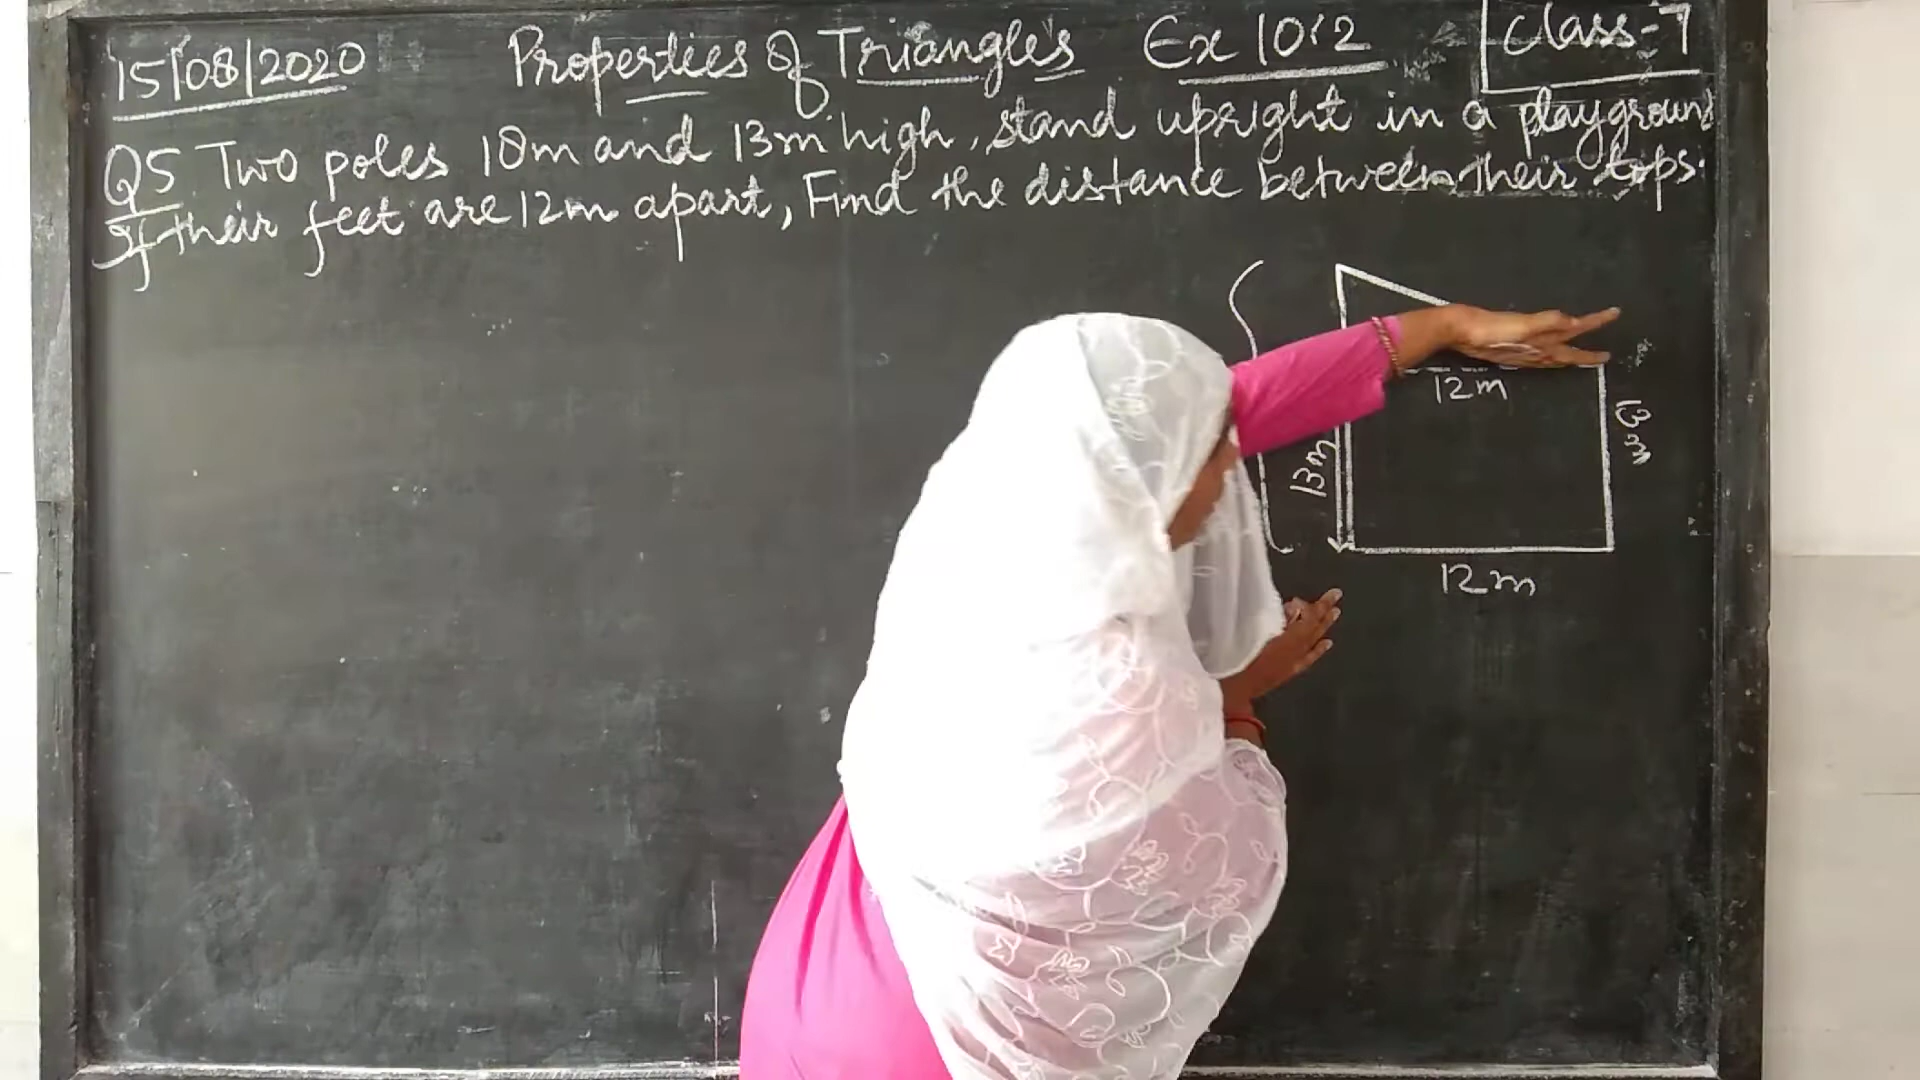 15/08/2020 Properties of Triangles Ex 10.2 Class-7
Q5 Two poles 18m and 13m high, stand upright in a playground
If their feet are 12m apart, Find the distance between their tops.
12m
13m
13m
12m